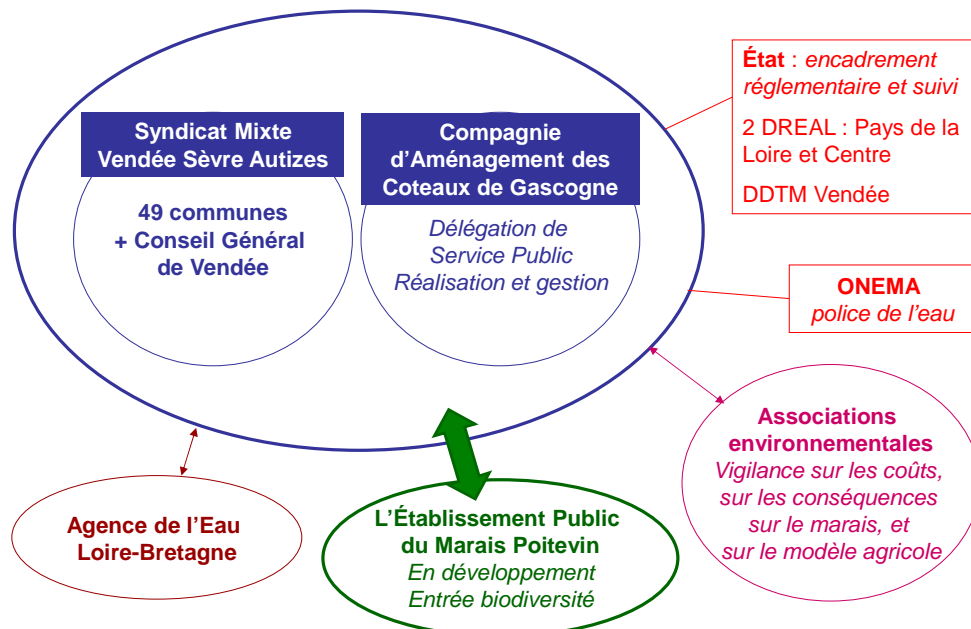 Syndicat Mixte
Vendée Sèvre Autizes
49 communes
+ Conseil Général
de Vendée
Compagnie
d’Aménagement des
Coteaux de Gascogne
Délégation de
Service Public
Réalisation et gestion
État : encadrement
réglementaire et suivi
2 DREAL : Pays de la
Loire et Centre
DDTM Vendée
ONEMA
police de l’eau
Associations
environnementales
Vigilance sur les coûts,
sur les conséquences
sur le marais, et
sur le modèle agricole
Agence de l’Eau
Loire-Bretagne
L’Établissement Public
du Marais Poitevin
En développement
Entrée biodiversité